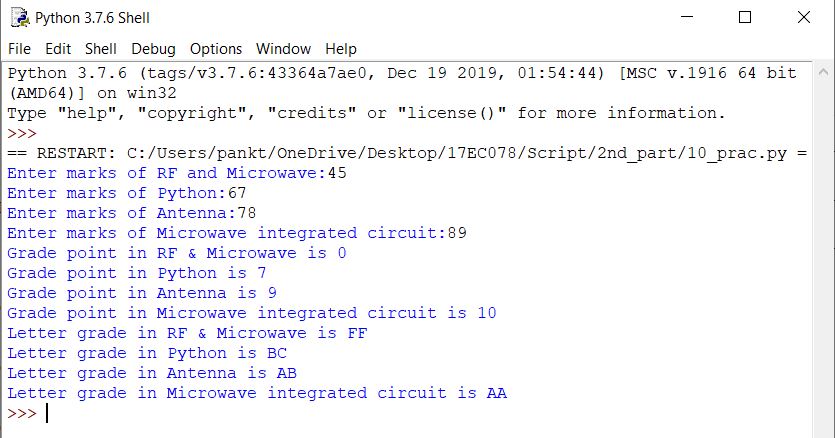 Python 3.7.6 Shell
File Edit Shell Debug Options Window Help
Python 3.7.6 (tags/v3.7.6:43364a7ae0, Dec 19 2019, 01:54:44) [MSC v.1916 64 bit
(AMD64)] on win32
Type "help", "copyright", "credits" or "license()" for more information.
>>>
== RESTART: C:/Users/pankt/OneDrive/Desktop/17EC078/Script/2nd_part/10_prac.py =
Enter marks of RF and Microwave:45
Enter marks of Python:67
Enter marks of Antenna:78
Enter marks of Microwave integrated circuit:89
Grade point in RF & Microwave is 0
Grade point in Python is 7
Grade point in Antenna is 9
Grade point in Microwave integrated circuit is 10
Letter grade in RF & Microwave is FF
Letter grade in Python is BC
Letter grade in Antenna is AB
Letter grade in Microwave integrated circuit is AA
>>>